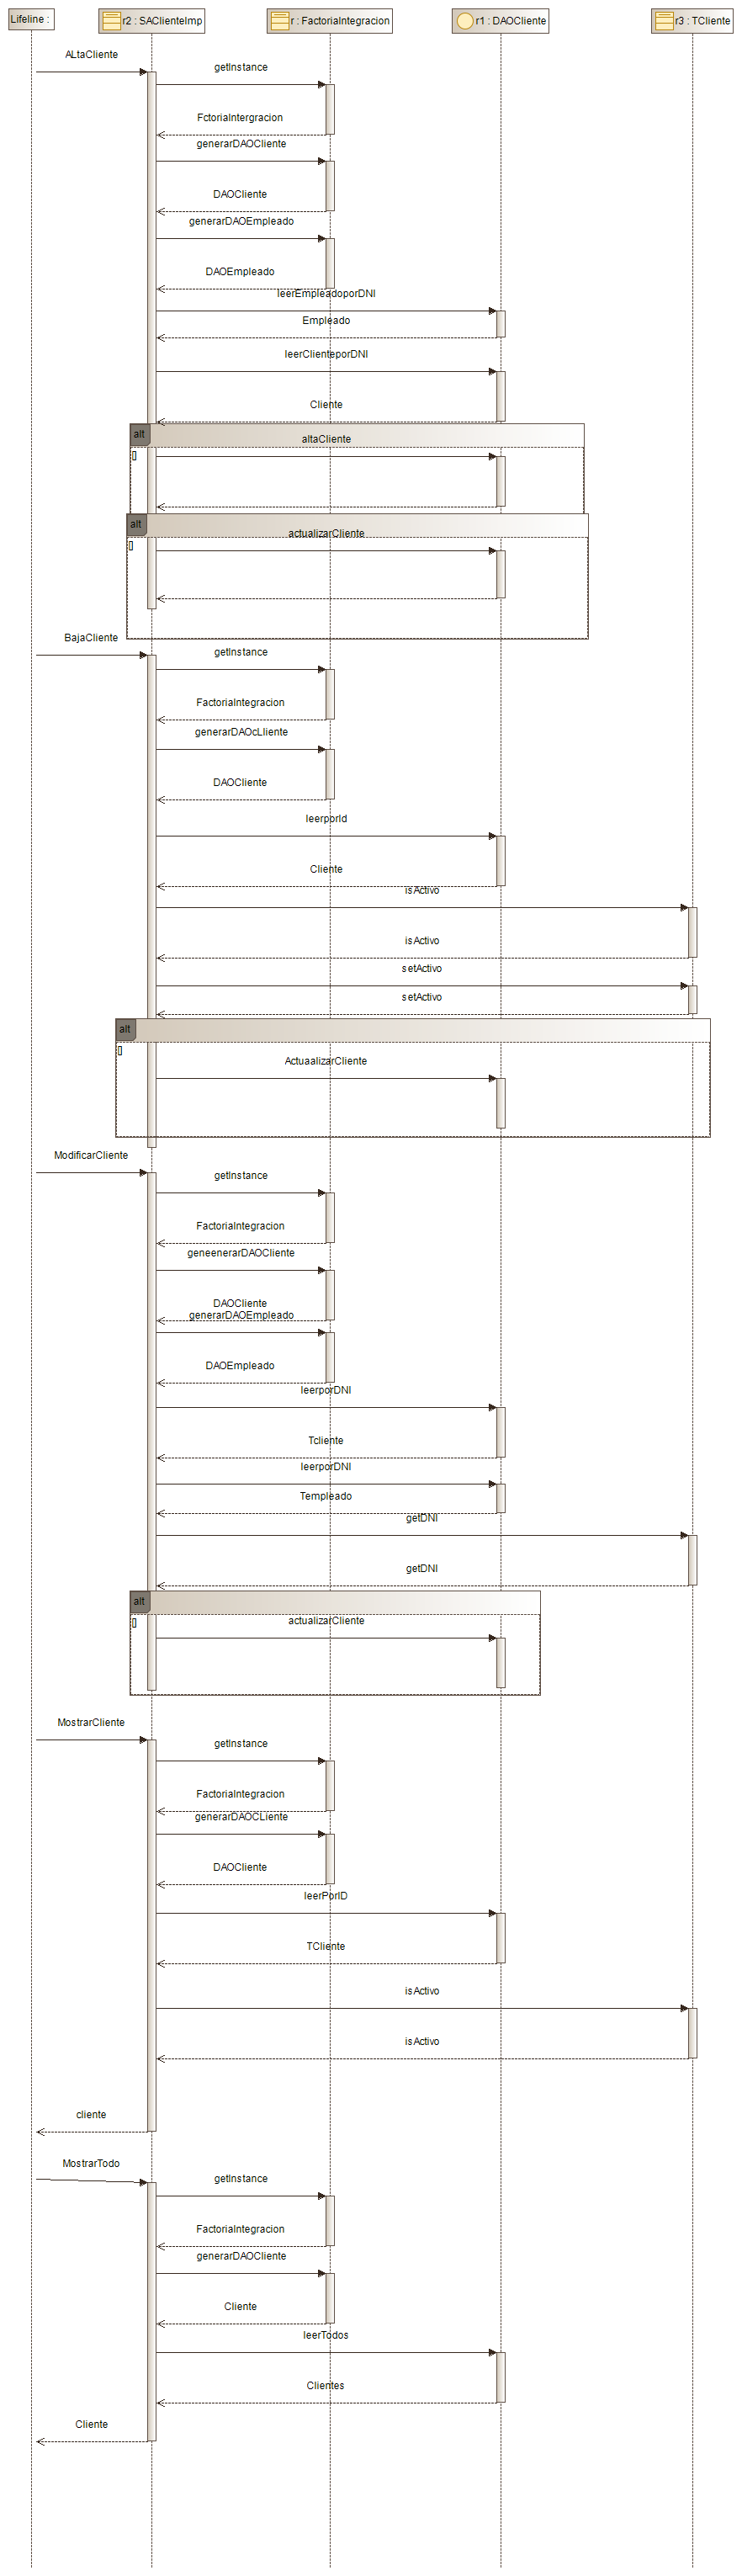 Lifeline :
r2 : SAClienteImp
r : FactoriaIntegracion
r1 : DAOCliente
r3 : TCliente
ALtaCliente
getInstance
FctoriaIntergracion
generarDAOCliente
DAOCliente
generarDAOEmpleado
DAOEmpleado
leerEmpleadoporDNI
Empleado
leerClienteporDNI
Cliente
alt
altaCliente
[]
alt
actualizarCliente
[]
BajaCliente
getInstance
FactoriaIntegracion
generarDAOcLliente
DAOCliente
leerporId
Cliente
isActivo
isActivo
setActivo
setActivo
alt
[]
ActuaalizarCliente
ModificarCliente
getInstance
FactoriaIntegracion
geneenerarDAOCliente
DAOCliente
generarDAOEmpleado
DAOEmpleado
leerporDNI
Tcliente
leerporDNI
Templeado
getDNI
getDNI
alt
[]
actualizarCliente
MostrarCliente
getInstance
FactoriaIntegracion
generarDAOCLiente
DAOCliente
leerPorID
TCliente
isActivo
isActivo
cliente
MostrarTodo
getInstance
FactoriaIntegracion
generarDAOCliente
Cliente
leerTodos
Clientes
Cliente